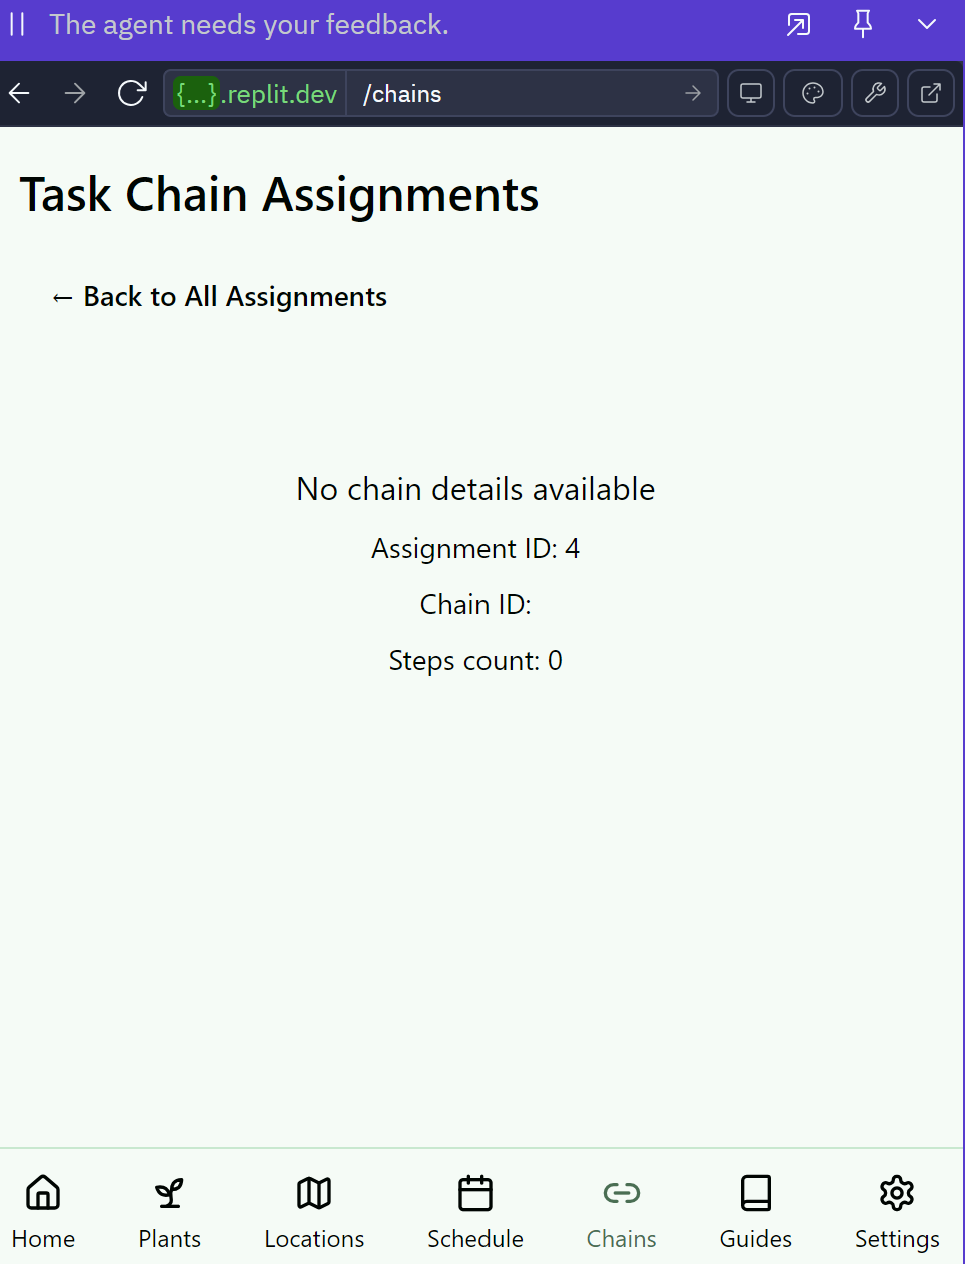 The agent needs your feedback.
{...}.replit.dev /chains
Task Chain Assignments
← Back to All Assignments
No chain details available
Assignment ID: 4
Chain ID:
Steps count: 0
Home Plants Locations Schedule Chains Guides Settings